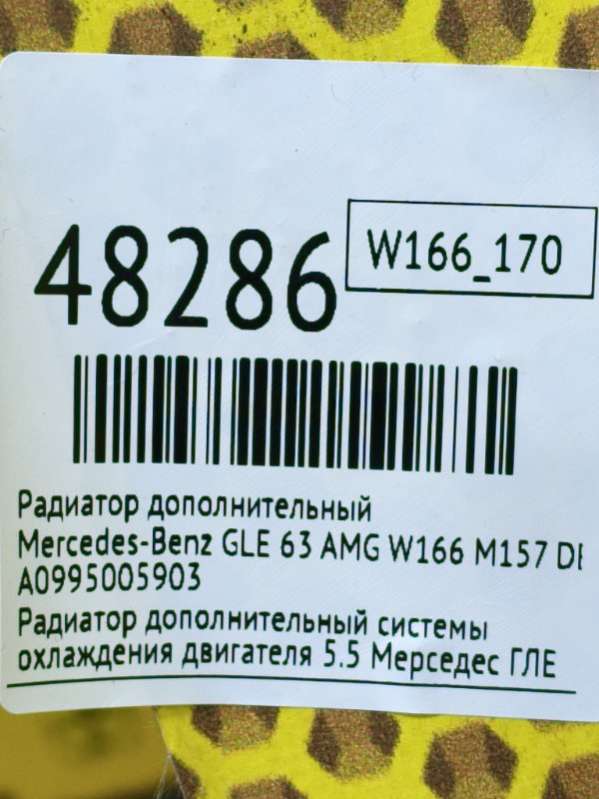 48286
W166_170
Радиатор дополнительный
Mercedes-Benz GLE 63 AMG W166 M157
A0995005903
Радиатор дополнительный системы
охлаждения двигателя 5.5 Мерседес ГЛЕ